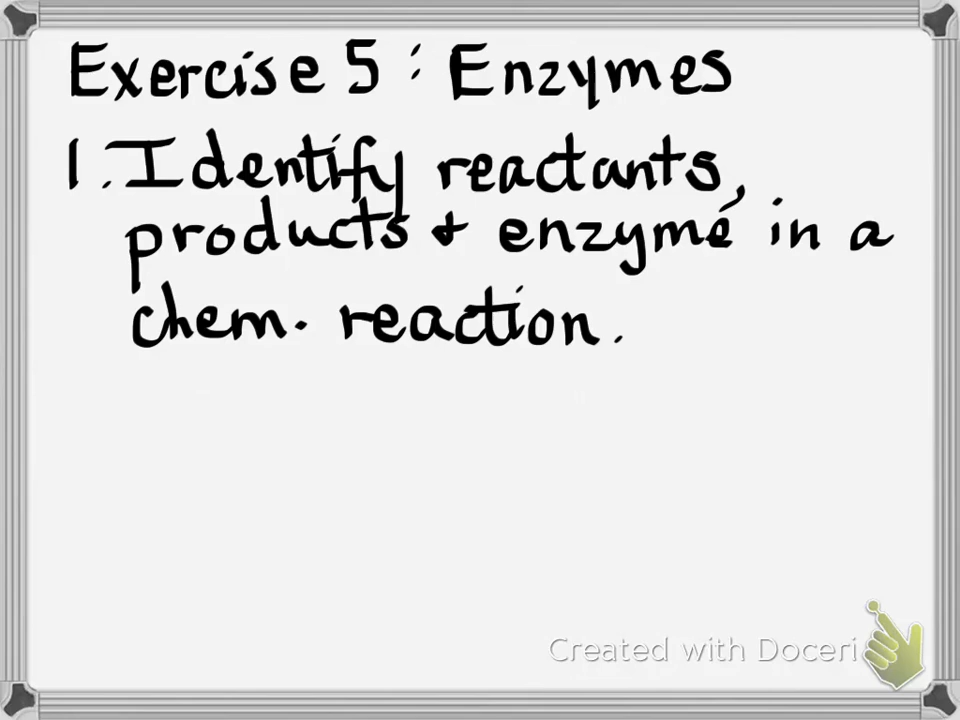 Exercise 5 : Enzymes
1. Identify reactants,
products + enzyme in a
chem. reaction.
Created with Doceri